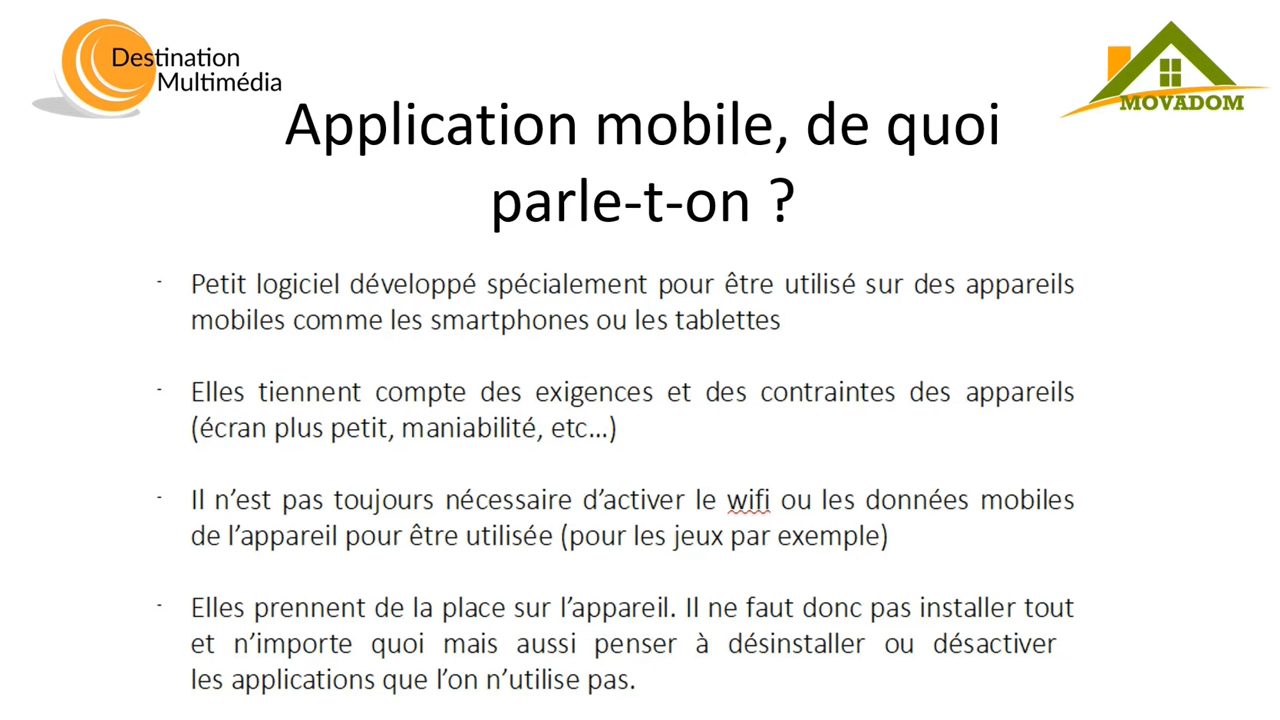 Destination
Multimédia
MOVADOM
Application mobile, de quoi
parle-t-on ?
- Petit logiciel développé spécialement pour être utilisé sur des appareils
mobiles comme les smartphones ou les tablettes
- Elles tiennent compte des exigences et des contraintes des appareils
(écran plus petit, maniabilité, etc…)
- Il n’est pas toujours nécessaire d’activer le wifi ou les données mobiles
de l’appareil pour être utilisée (pour les jeux par exemple)
- Elles prennent de la place sur l’appareil. Il ne faut donc pas installer tout
et n’importe quoi mais aussi penser à désinstaller ou désactiver
les applications que l’on n’utilise pas.